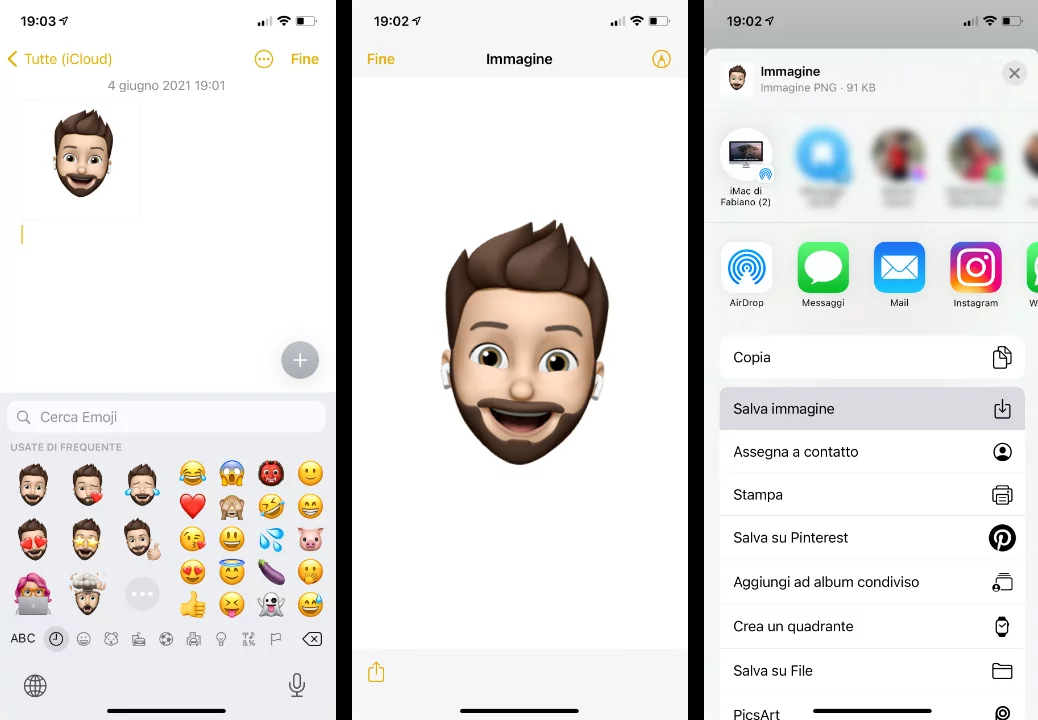 19:03
Tutte (iCloud)
Fine
4 giugno 2021 19:01
Cerca Emoji
USATE DI FREQUENTE
ABC
19:02
Fine
Immagine
19:02
Immagine
Immagine PNG · 91 KB
iMac di
Fabiano (2)
AirDrop
Messaggi
Mail
Instagram
W
Copia
Salva immagine
Assegna a contatto
Stampa
Salva su Pinterest
Aggiungi ad album condiviso
Crea un quadrante
Salva su File
PicsArt